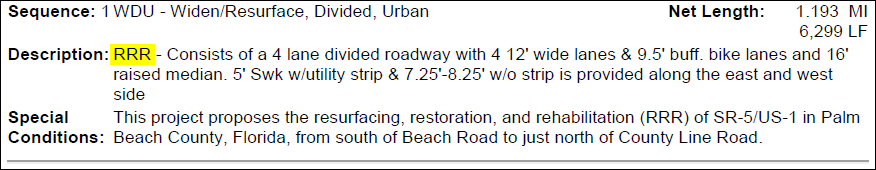 Sequence: 1 WDU - Widen/Resurface, Divided, Urban Net Length: 1.193 MI
6,299 LF
Description: RRR - Consists of a 4 lane divided roadway with 4 12' wide lanes & 9.5' buff. bike lanes and 16'
raised median. 5' Swk w/utility strip & 7.25'-8.25' w/o strip is provided along the east and west
side
Special This project proposes the resurfacing, restoration, and rehabilitation (RRR) of SR-5/US-1 in Palm
Conditions: Beach County, Florida, from south of Beach Road to just north of County Line Road.